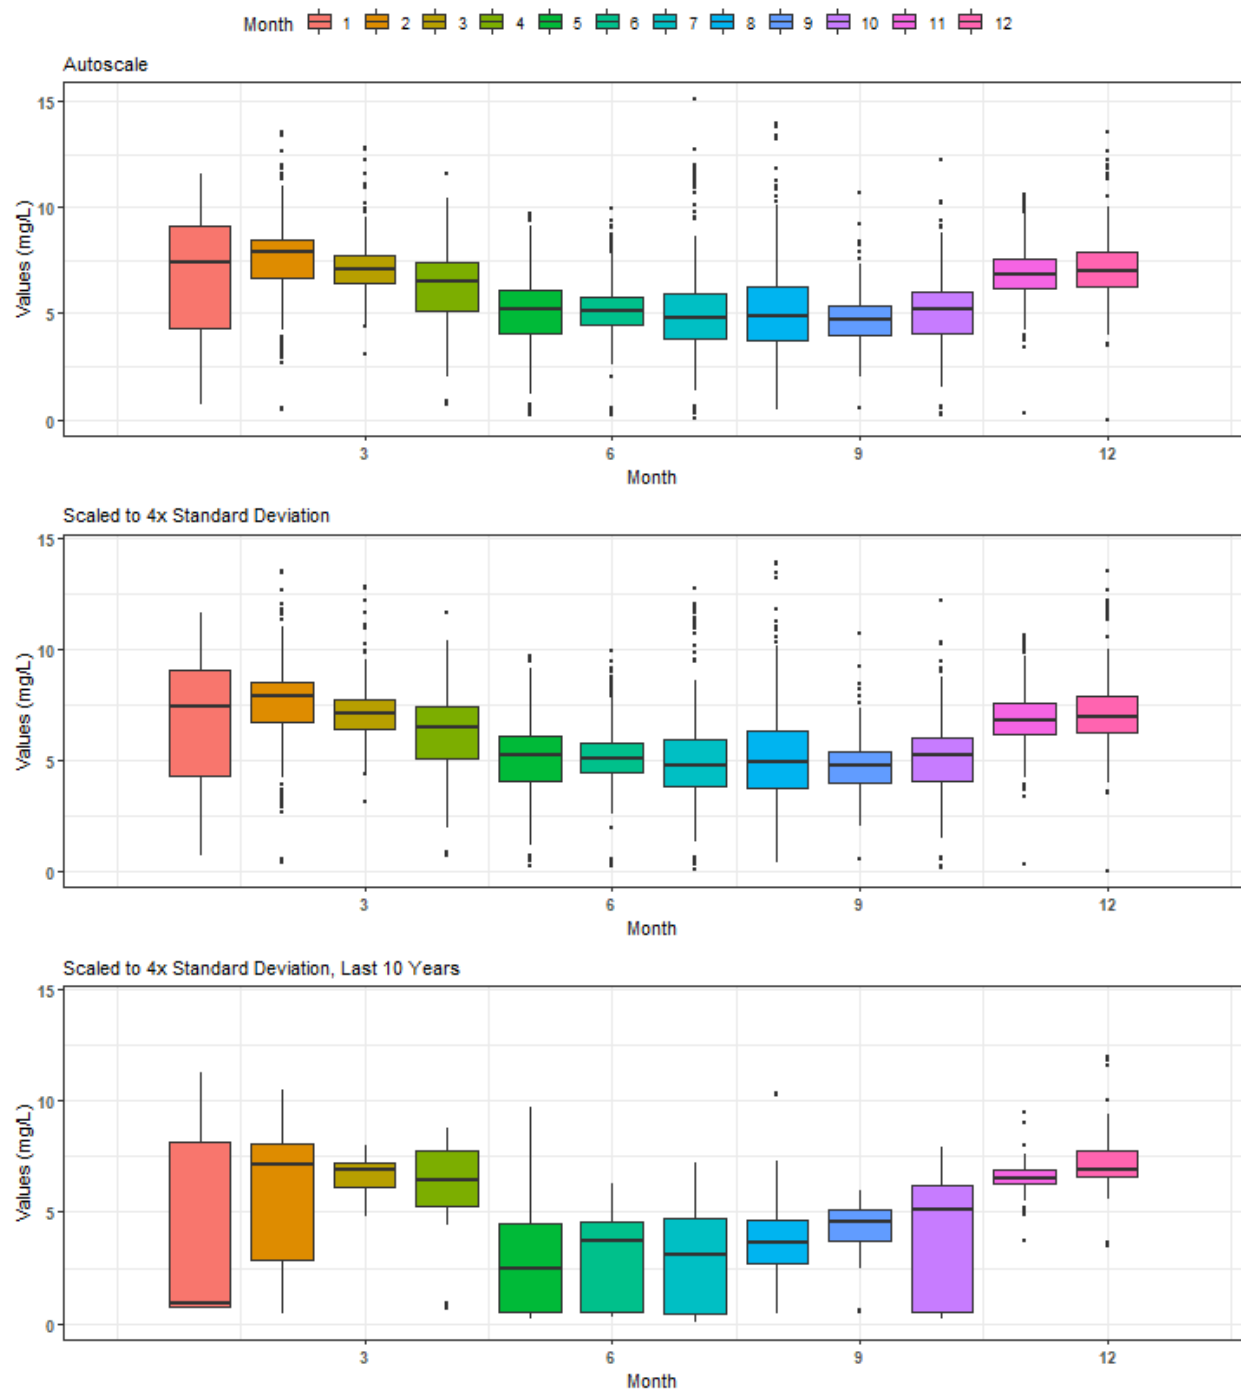 Month 1 2 3 4 5 6 7 8 9 10 11 12
Autoscale
Values (mg/L)
15
10
5
0
3 6 9 12
Month
Scaled to 4x Standard Deviation
Values (mg/L)
15
10
5
0
3 6 9 12
Month
Scaled to 4x Standard Deviation, Last 10 Years
Values (mg/L)
15
10
5
0
3 6 9 12
Month